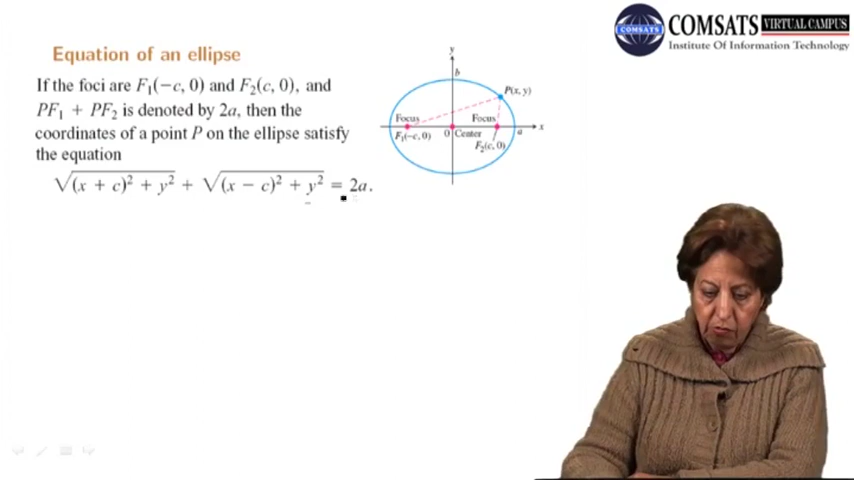 COMSATS VIRTUAL CAMPUS
Institute Of Information Technology
Equation of an ellipse
If the foci are F₁(−c, 0) and F₂(c, 0), and
PF₁ + PF₂ is denoted by 2a, then the
coordinates of a point P on the ellipse satisfy
the equation
√(x + c)² + y² + √(x − c)² + y² = 2a.
y
b
P(x, y)
Focus
Focus
F₁(−c, 0)
0
Center
F₂(c, 0)
a
x